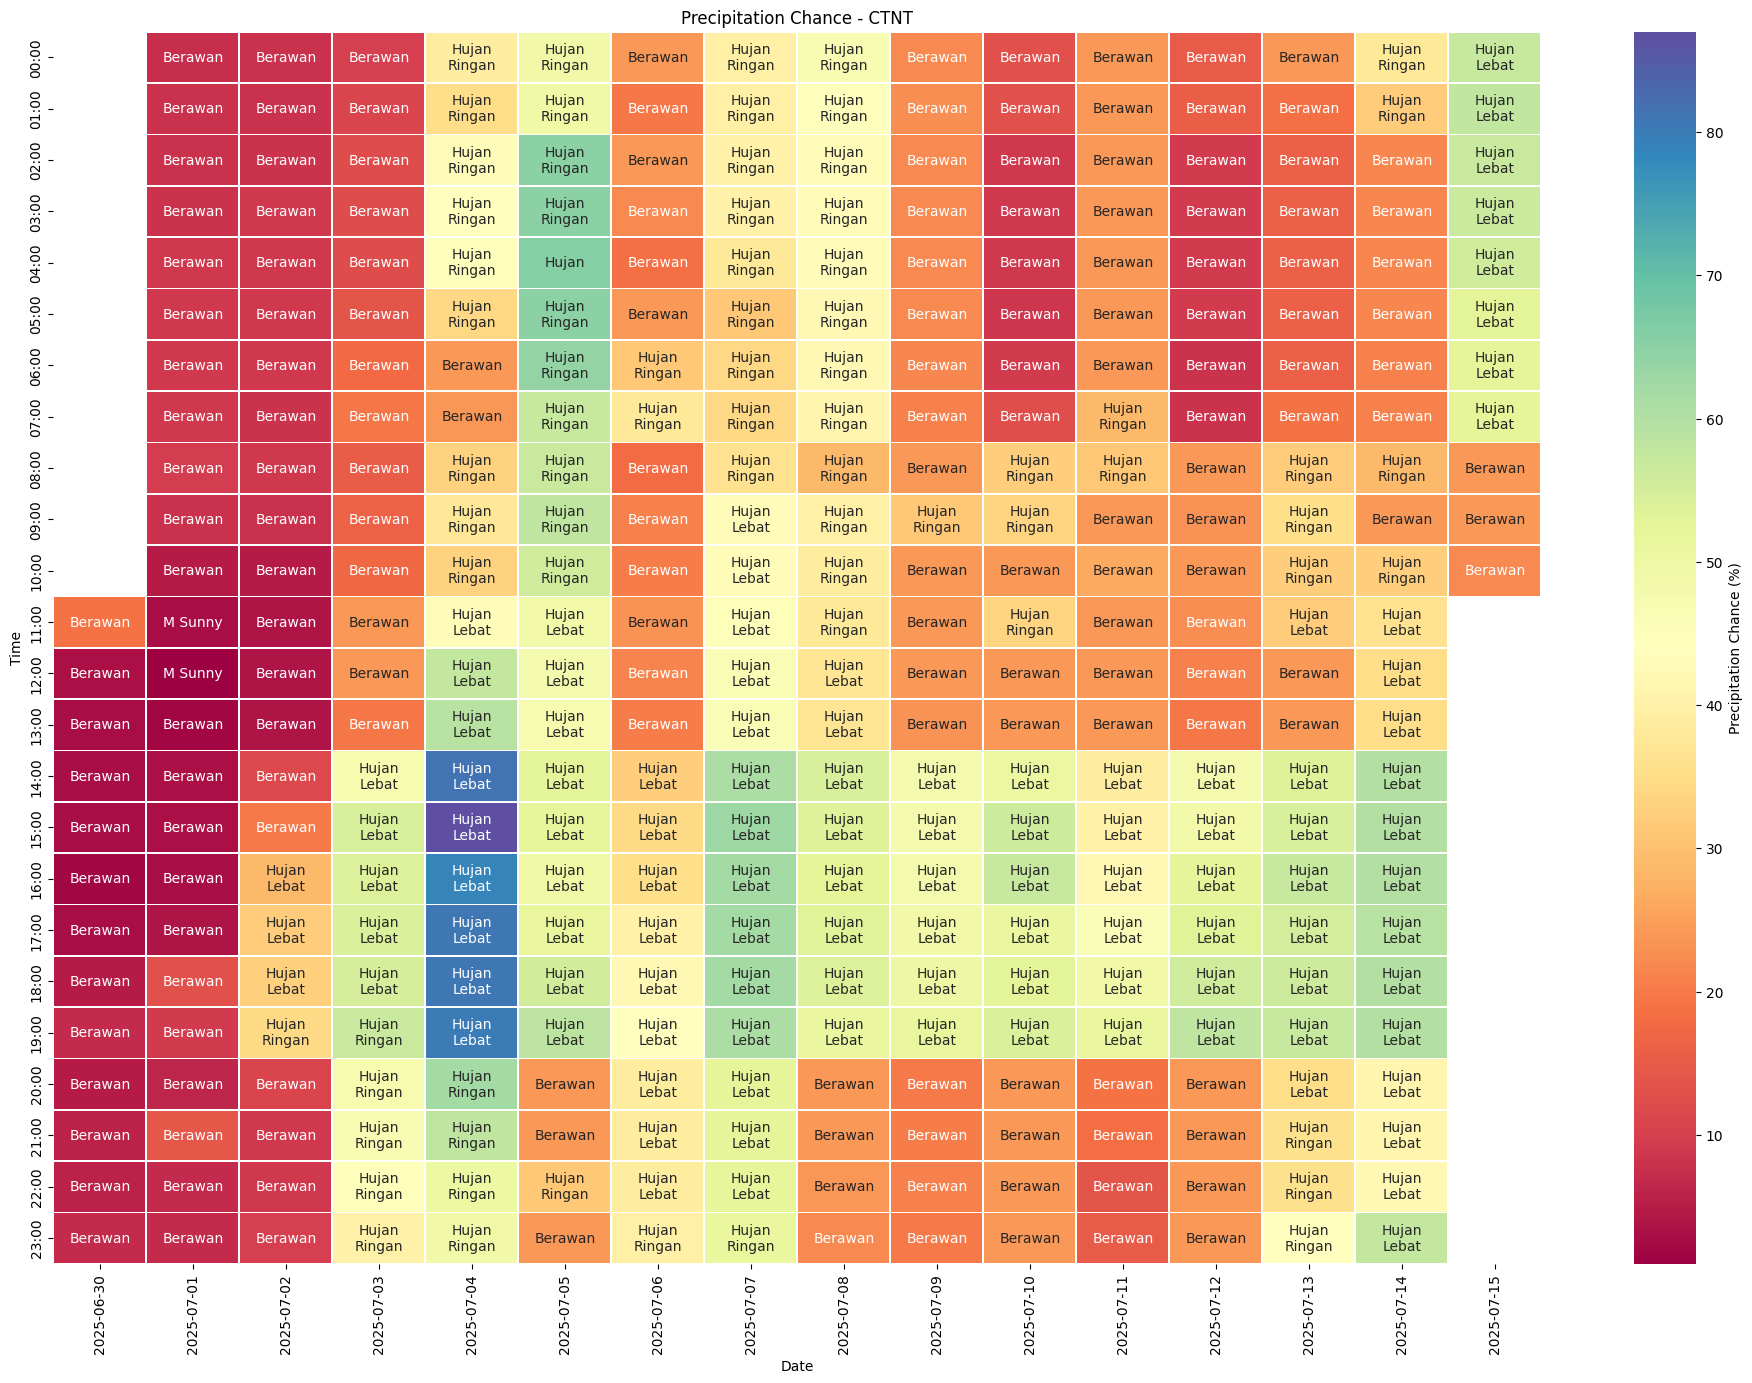 Precipitation Chance - CTNT
00:00 Berawan Berawan Berawan Hujan Ringan Hujan Ringan Berawan Hujan Ringan Hujan Ringan Berawan Berawan Berawan Berawan Berawan Hujan Ringan Hujan Lebat
01:00 Berawan Berawan Berawan Hujan Ringan Hujan Ringan Berawan Hujan Ringan Hujan Ringan Berawan Berawan Berawan Berawan Berawan Hujan Ringan Hujan Lebat
02:00 Berawan Berawan Berawan Hujan Ringan Hujan Ringan Berawan Hujan Ringan Hujan Ringan Berawan Berawan Berawan Berawan Berawan Berawan Hujan Lebat
03:00 Berawan Berawan Berawan Hujan Ringan Hujan Ringan Berawan Hujan Ringan Hujan Ringan Berawan Berawan Berawan Berawan Berawan Berawan Hujan Lebat
04:00 Berawan Berawan Berawan Hujan Ringan Hujan Berawan Hujan Ringan Hujan Ringan Berawan Berawan Berawan Berawan Berawan Berawan Hujan Lebat
05:00 Berawan Berawan Berawan Hujan Ringan Hujan Ringan Berawan Hujan Ringan Hujan Ringan Berawan Berawan Berawan Berawan Berawan Berawan Hujan Lebat
06:00 Berawan Berawan Berawan Berawan Hujan Ringan Hujan Ringan Hujan Ringan Hujan Ringan Berawan Berawan Berawan Berawan Berawan Berawan Hujan Lebat
07:00 Berawan Berawan Berawan Berawan Hujan Ringan Hujan Ringan Hujan Ringan Hujan Ringan Berawan Berawan Hujan Ringan Berawan Berawan Berawan Hujan Lebat
08:00 Berawan Berawan Berawan Hujan Ringan Hujan Ringan Berawan Hujan Ringan Hujan Ringan Berawan Hujan Ringan Hujan Ringan Berawan Hujan Ringan Hujan Ringan Berawan
09:00 Berawan Berawan Berawan Hujan Ringan Hujan Ringan Berawan Hujan Lebat Hujan Ringan Hujan Ringan Hujan Ringan Berawan Berawan Hujan Ringan Berawan Berawan
10:00 Berawan Berawan Berawan Hujan Ringan Hujan Ringan Berawan Hujan Lebat Hujan Ringan Berawan Berawan Berawan Berawan Hujan Ringan Hujan Ringan Berawan
11:00 Berawan M Sunny Berawan Berawan Hujan Lebat Hujan Lebat Berawan Hujan Lebat Hujan Ringan Berawan Hujan Ringan Berawan Berawan Hujan Lebat Hujan Lebat
12:00 Berawan M Sunny Berawan Berawan Hujan Lebat Hujan Lebat Berawan Hujan Lebat Hujan Lebat Berawan Berawan Berawan Berawan Berawan Hujan Lebat
13:00 Berawan Berawan Berawan Berawan Hujan Lebat Hujan Lebat Berawan Hujan Lebat Hujan Lebat Berawan Berawan Berawan Berawan Berawan Hujan Lebat
14:00 Berawan Berawan Berawan Hujan Lebat Hujan Lebat Hujan Lebat Hujan Lebat Hujan Lebat Hujan Lebat Hujan Lebat Hujan Lebat Hujan Lebat Hujan Lebat Hujan Lebat Hujan Lebat
15:00 Berawan Berawan Berawan Hujan Lebat Hujan Lebat Hujan Lebat Hujan Lebat Hujan Lebat Hujan Lebat Hujan Lebat Hujan Lebat Hujan Lebat Hujan Lebat Hujan Lebat Hujan Lebat
16:00 Berawan Berawan Hujan Lebat Hujan Lebat Hujan Lebat Hujan Lebat Hujan Lebat Hujan Lebat Hujan Lebat Hujan Lebat Hujan Lebat Hujan Lebat Hujan Lebat Hujan Lebat Hujan Lebat
17:00 Berawan Berawan Hujan Lebat Hujan Lebat Hujan Lebat Hujan Lebat Hujan Lebat Hujan Lebat Hujan Lebat Hujan Lebat Hujan Lebat Hujan Lebat Hujan Lebat Hujan Lebat Hujan Lebat
18:00 Berawan Berawan Hujan Lebat Hujan Lebat Hujan Lebat Hujan Lebat Hujan Lebat Hujan Lebat Hujan Lebat Hujan Lebat Hujan Lebat Hujan Lebat Hujan Lebat Hujan Lebat Hujan Lebat
19:00 Berawan Berawan Hujan Ringan Hujan Ringan Hujan Lebat Hujan Lebat Hujan Lebat Hujan Lebat Hujan Lebat Hujan Lebat Hujan Lebat Hujan Lebat Hujan Lebat Hujan Lebat Hujan Lebat
20:00 Berawan Berawan Berawan Hujan Ringan Hujan Ringan Berawan Hujan Lebat Hujan Lebat Berawan Berawan Berawan Berawan Berawan Hujan Lebat Hujan Lebat
21:00 Berawan Berawan Berawan Hujan Ringan Hujan Ringan Berawan Hujan Lebat Hujan Lebat Berawan Berawan Berawan Berawan Berawan Hujan Ringan Hujan Lebat
22:00 Berawan Berawan Berawan Hujan Ringan Hujan Ringan Hujan Ringan Hujan Lebat Hujan Lebat Berawan Berawan Berawan Berawan Berawan Hujan Ringan Hujan Lebat
23:00 Berawan Berawan Berawan Hujan Ringan Hujan Ringan Berawan Hujan Ringan Hujan Ringan Berawan Berawan Berawan Berawan Berawan Hujan Ringan Hujan Lebat
Time
2025-06-30 2025-07-01 2025-07-02 2025-07-03 2025-07-04 2025-07-05 2025-07-06 2025-07-07 2025-07-08 2025-07-09 2025-07-10 2025-07-11 2025-07-12 2025-07-13 2025-07-14 2025-07-15
Date
80
70
60
50
40
30
20
10
Precipitation Chance (%)